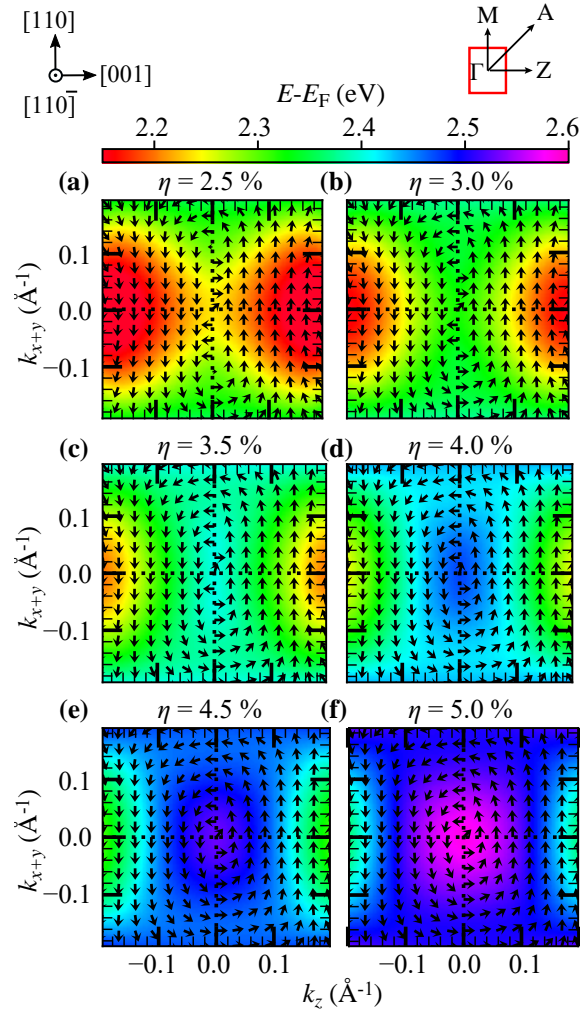 [110]
[001]
[110̄]
M
A
Γ
Z
E-E_F (eV)
2.2 2.3 2.4 2.5 2.6
(a) η = 2.5 % (b) η = 3.0 %
k_{x+y} (Å⁻¹)
0.1
0.0
−0.1
(c) η = 3.5 % (d) η = 4.0 %
k_{x+y} (Å⁻¹)
0.1
0.0
−0.1
(e) η = 4.5 % (f) η = 5.0 %
k_{x+y} (Å⁻¹)
0.1
0.0
−0.1
−0.1 0.0 0.1 −0.1 0.0 0.1
k_z (Å⁻¹)